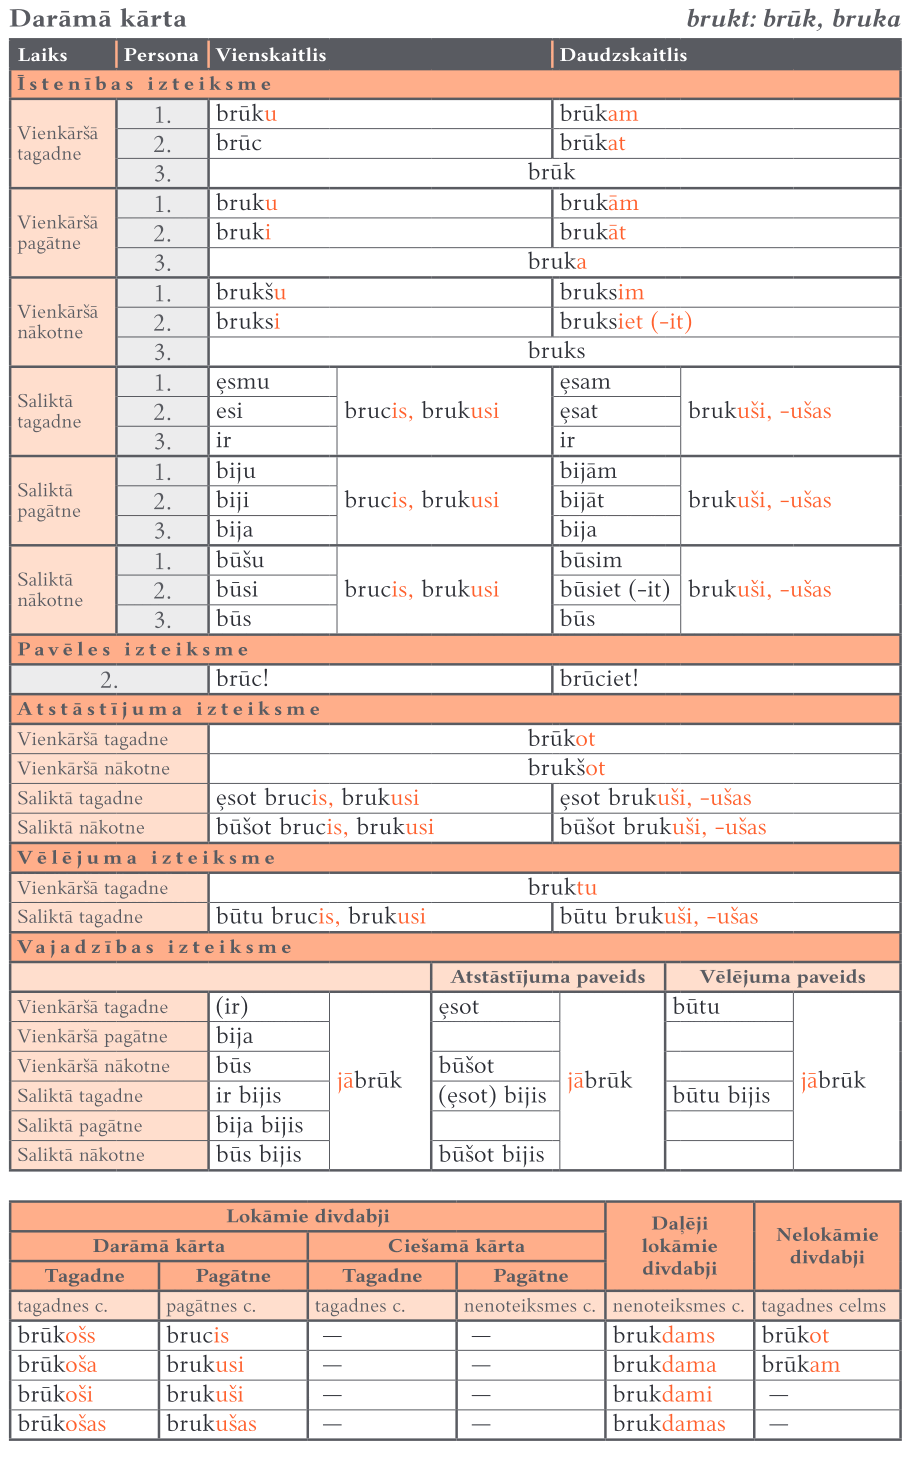 Darāmā kārta brukt: brūk, bruka
Laiks Persona Vienskaitlis Daudzskaitlis
Īstenības izteiksme
Vienkāršā tagadne
1. brūku brūkam
2. brūc brūkat
3. brūk
Vienkāršā pagātne
1. bruku brukām
2. bruki brukāt
3. bruka
Vienkāršā nākotne
1. brukšu bruksim
2. bruksi bruksiet (-it)
3. bruks
Saliktā tagadne
1. ȩsmu ȩsam
2. esi brucis, brukusi ȩsat brukuši, -ušas
3. ir ir
Saliktā pagātne
1. biju bijām
2. biji brucis, brukusi bijāt brukuši, -ušas
3. bija bija
Saliktā nākotne
1. būšu būsim
2. būsi brucis, brukusi būsiet (-it) brukuši, -ušas
3. būs būs
Pavēles izteiksme
2. brūc! brūciet!
Atstāstījuma izteiksme
Vienkāršā tagadne brūkot
Vienkāršā nākotne brukšot
Saliktā tagadne ȩsot brucis, brukusi ȩsot brukuši, -ušas
Saliktā nākotne būšot brucis, brukusi būšot brukuši, -ušas
Vēlējuma izteiksme
Vienkāršā tagadne bruktu
Saliktā tagadne būtu brucis, brukusi būtu brukuši, -ušas
Vajadzības izteiksme
Atstāstījuma paveids Vēlējuma paveids
Vienkāršā tagadne (ir) ȩsot būtu
Vienkāršā pagātne bija
Vienkāršā nākotne būs būšot
jābrūk jābrūk jābrūk
Saliktā tagadne ir bijis (ȩsot) bijis būtu bijis
Saliktā pagātne bija bijis
Saliktā nākotne būs bijis būšot bijis
Lokāmie divdabji Daļēji lokāmie divdabji Nelokāmie divdabji
Darāmā kārta Ciešamā kārta
Tagadne Pagātne Tagadne Pagātne
tagadnes c. pagātnes c. tagadnes c. nenoteiksmes c. nenoteiksmes c. tagadnes celms
brūkošs brucis — — brukdams brūkot
brūkoša brukusi — — brukdama brūkam
brūkoši brukuši — — brukdami —
brūkošas brukušas — — brukdamas —